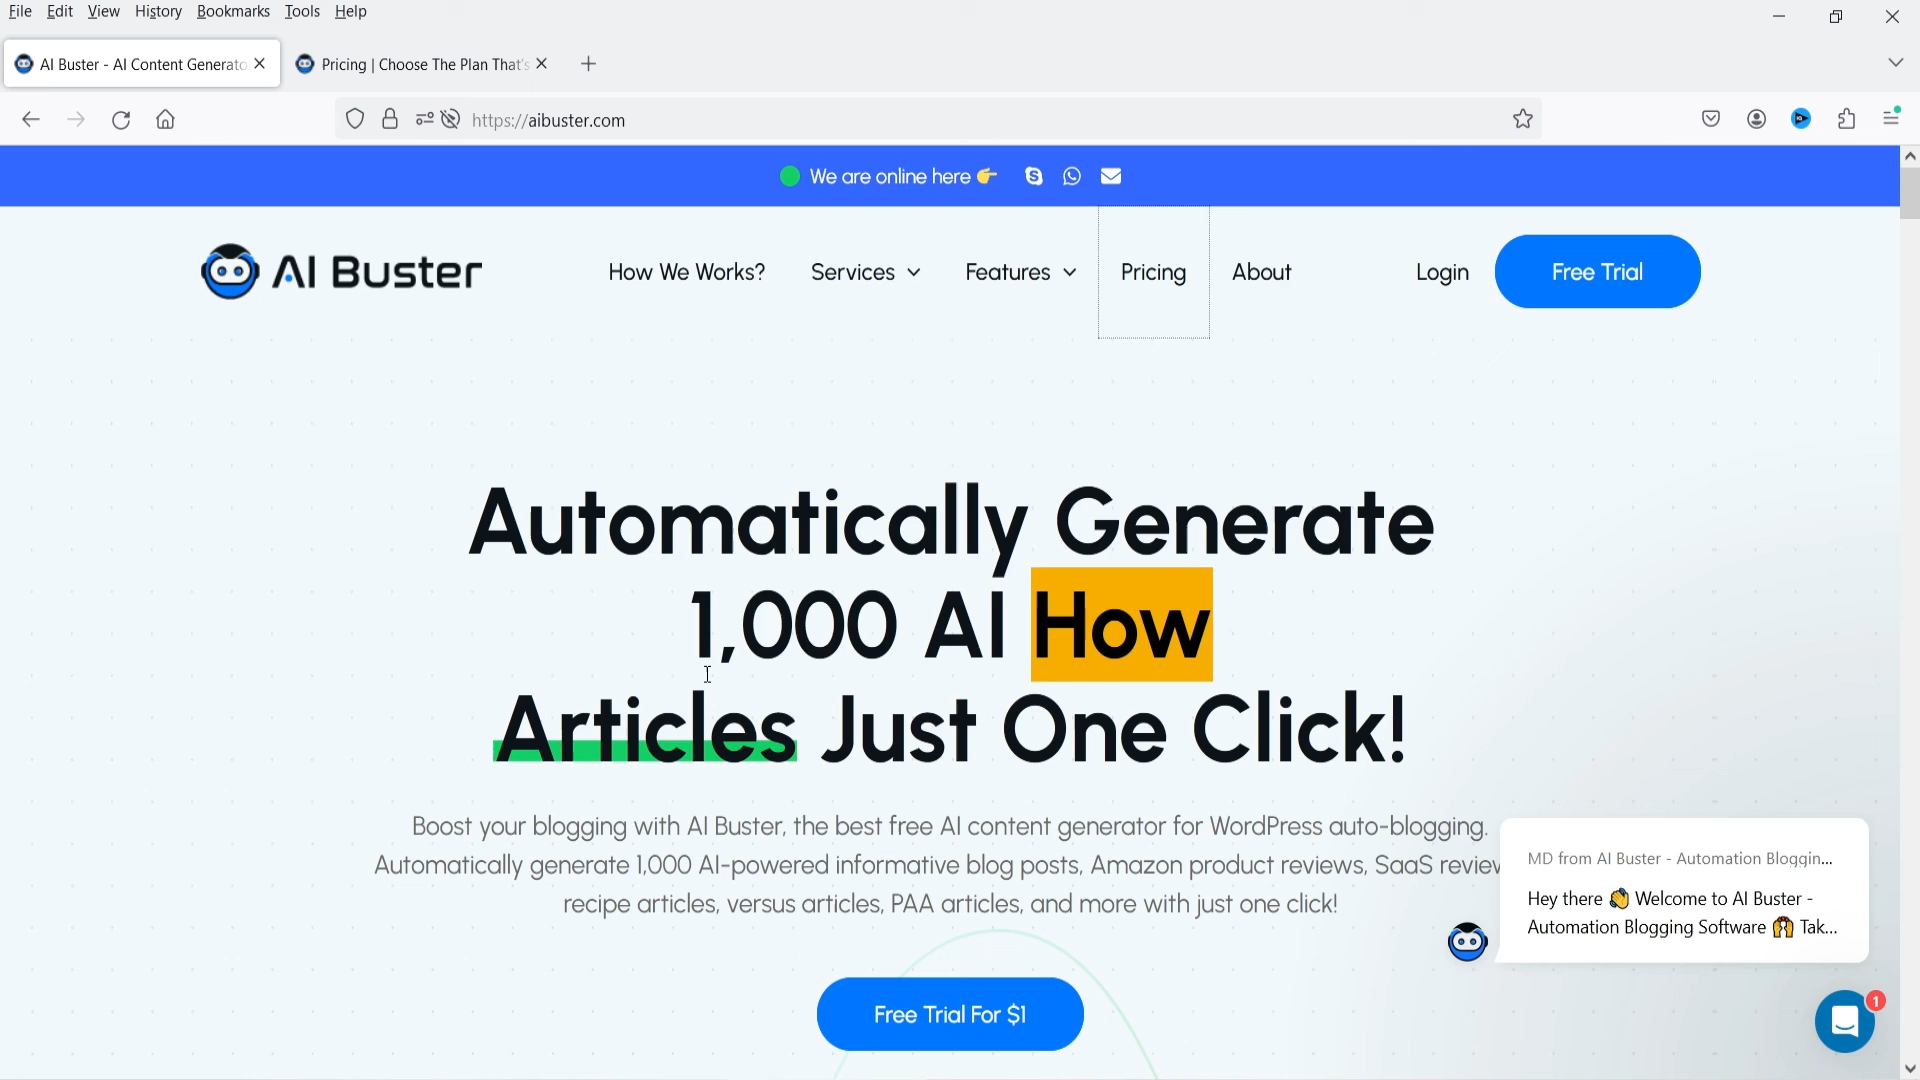 File Edit View History Bookmarks Tools Help
AI Buster - AI Content Generato
Pricing | Choose The Plan That's
https://aibuster.com
We are online here 👉
AI Buster
How We Works? Services Features Pricing About Login Free Trial
Automatically Generate
1,000 AI How
Articles Just One Click!
Boost your blogging with AI Buster, the best free AI content generator for WordPress auto-blogging.
Automatically generate 1,000 AI-powered informative blog posts, Amazon product reviews, SaaS review
recipe articles, versus articles, PAA articles, and more with just one click!
Free Trial For $1
MD from AI Buster - Automation Bloggin...
Hey there 👋 Welcome to AI Buster -
Automation Blogging Software 🙌 Tak...
1